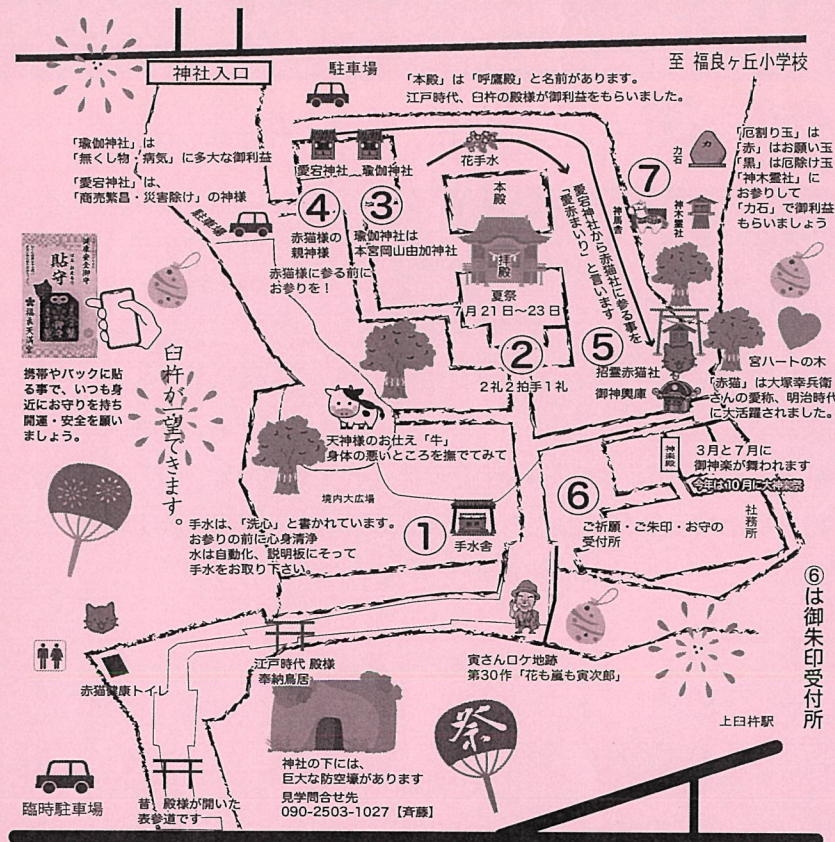 神社入口
駐車場
「本殿」は「呼鷹殿」と名前があります。
江戸時代、臼杵の殿様が御利益をもらいました。
至 福良ヶ丘小学校
「瑜伽神社」は
「無くし物・病気」に多大な御利益
「愛宕神社」は、
「商売繁昌・災害除け」の神様
駐車場
愛宕神社
瑜伽神社
花手水
④
赤猫様の
親神様
赤猫様に参る前に
お参りを！
③
瑜伽神社は
本宮岡山由加神社
本殿
拝殿
夏祭
7月21日～23日
②
2礼2拍手1礼
愛宕神社から赤猫社に参る事を
「愛赤まいり」と言います
⑦
力石
力
神馬舎
神木霊社
「厄割り玉」は
「赤」はお願い玉
「黒」は厄除け玉
「神木霊社」に
お参りして
「力石」で御利益
もらいましょう
⑤
招霊赤猫社
御神輿庫
宮ハートの木
「赤猫」は大塚幸兵衛
さんの愛称、明治時代
に大活躍されました。
健康安全御守
貼守
福良天満宮
携帯やバックに貼
る事で、いつも身
近にお守りを持ち
開運・安全を願い
ましょう。
臼杵が一望できます。
天神様のお仕え「牛」
身体の悪いところを撫でてみて
境内大広場
手水は、「洗心」と書かれています。
お参りの前に心身清浄
水は自動化、説明板にそって
手水をお取り下さい。
①
手水舎
神楽殿
3月と7月に
御神楽が舞われます
今年は10月に大神楽祭
⑥
ご祈願・ご朱印・お守の
受付所
社務所
⑥は御朱印受付所
赤猫健康トイレ
江戸時代 殿様
奉納鳥居
寅さんロケ地跡
第30作「花も嵐も寅次郎」
上臼杵駅
祭
神社の下には、
巨大な防空壕があります
見学問合せ先
090-2503-1027【斉藤】
臨時駐車場
昔、殿様が開いた
表参道です